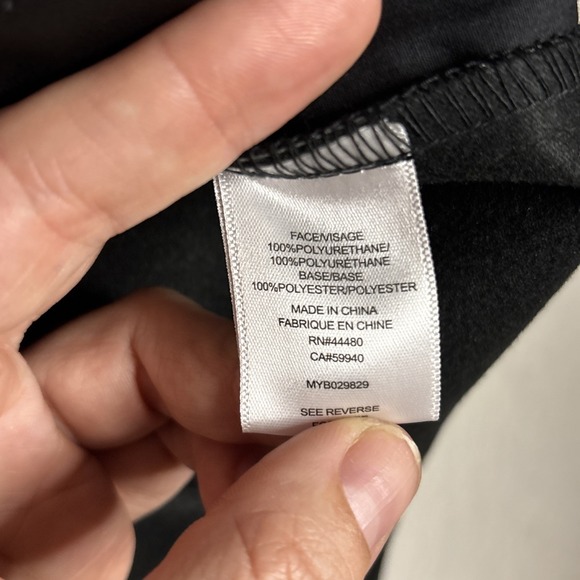 FACE/VISAGE
100%POLYURETHANE/
100%POLYURÉTHANE
BASE/BASE
100%POLYESTER/POLYESTER
MADE IN CHINA
FABRIQUE EN CHINE
RN#44480
CA#59940
MYB029829
SEE REVERSE